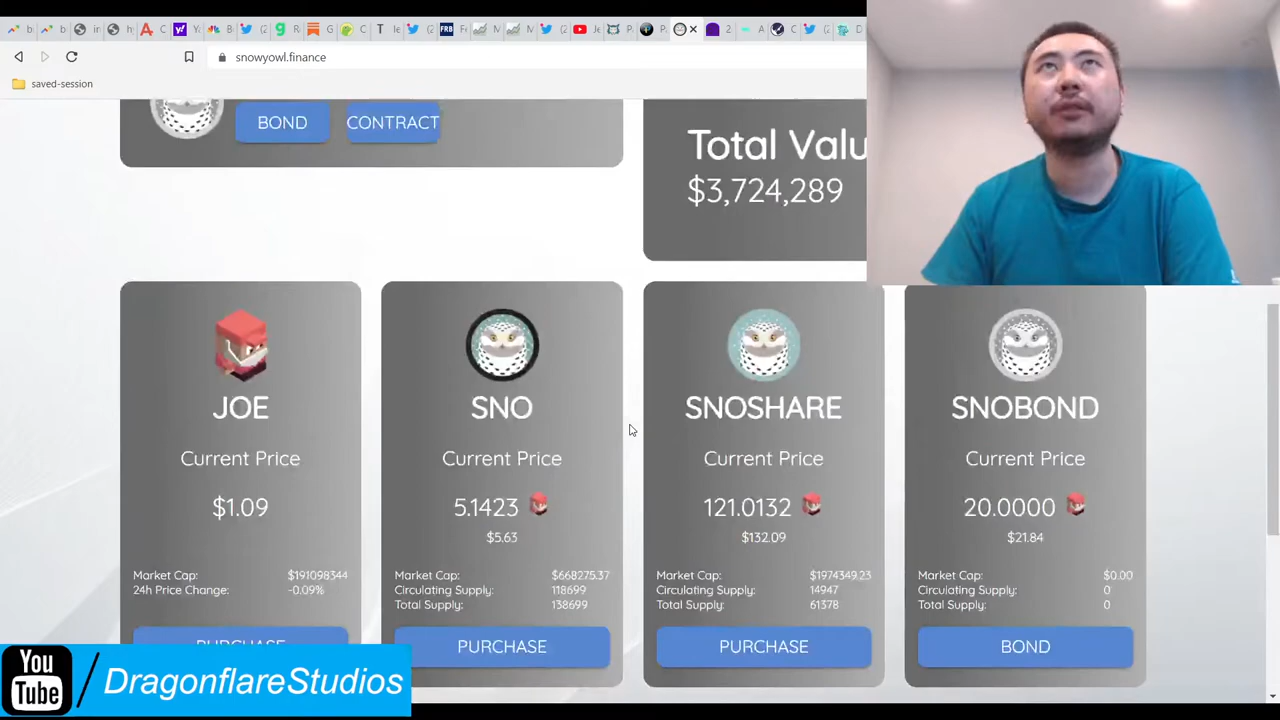 snowyowl.finance
saved-session
BOND
CONTRACT
Total Valu
$3,724,289
JOE
Current Price
$1.09
Market Cap: $191098344
24h Price Change: -0.09%
PURCHASE
SNO
Current Price
5.1423
$5.63
Market Cap: $668275.37
Circulating Supply: 118699
Total Supply: 138699
PURCHASE
SNOSHARE
Current Price
121.0132
$132.09
Market Cap: $1974349.23
Circulating Supply: 14947
Total Supply: 61378
PURCHASE
SNOBOND
Current Price
20.0000
$21.84
Market Cap: $0.00
Circulating Supply: 0
Total Supply: 0
BOND
You
Tube
/ DragonflareStudios